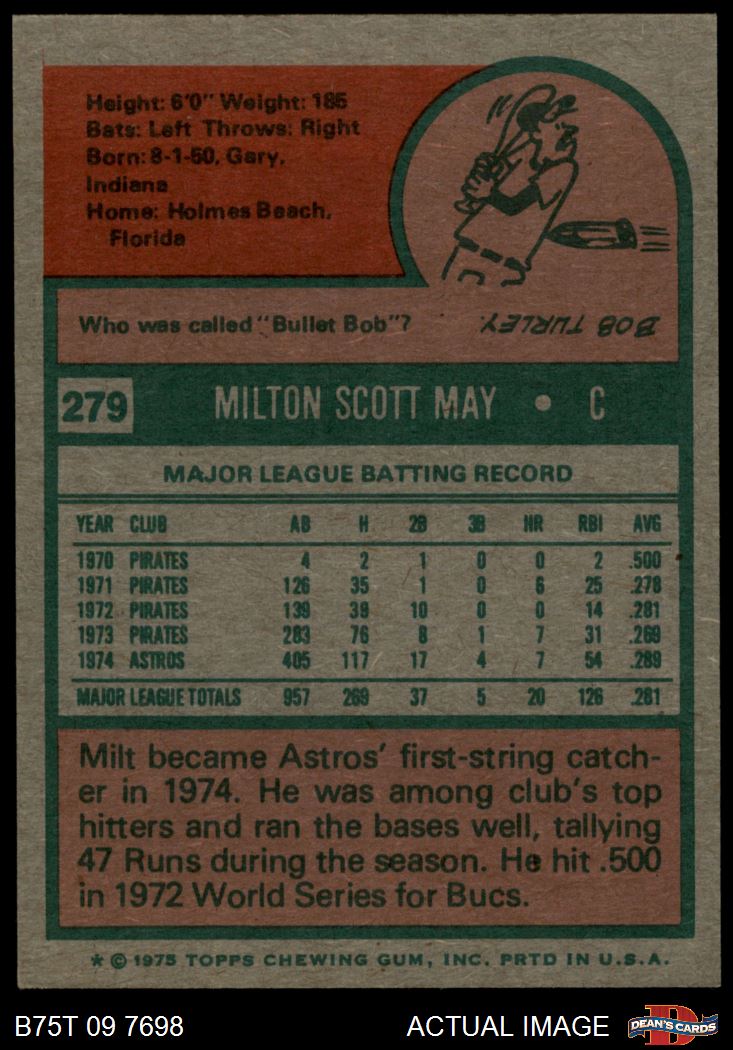 Height: 6'0" Weight: 185
Bats: Left Throws: Right
Born: 8-1-50, Gary,
Indiana
Home: Holmes Beach,
Florida
Who was called "Bullet Bob"?
BOB TURLEY.
279 MILTON SCOTT MAY • C
MAJOR LEAGUE BATTING RECORD
YEAR CLUB AB H 2B 3B HR RBI AVG
1970 PIRATES 4 2 1 0 0 2 .500
1971 PIRATES 126 35 1 0 6 25 .278
1972 PIRATES 139 39 10 0 0 14 .281
1973 PIRATES 283 76 8 1 7 31 .269
1974 ASTROS 405 117 17 4 7 54 .289
MAJOR LEAGUE TOTALS 957 269 37 5 20 126 .281
Milt became Astros' first-string catch-
er in 1974. He was among club's top
hitters and ran the bases well, tallying
47 Runs during the season. He hit .500
in 1972 World Series for Bucs.
* © 1975 TOPPS CHEWING GUM, INC. PRTD IN U.S.A.
B75T 09 7698 ACTUAL IMAGE
D
DEAN'S CARDS